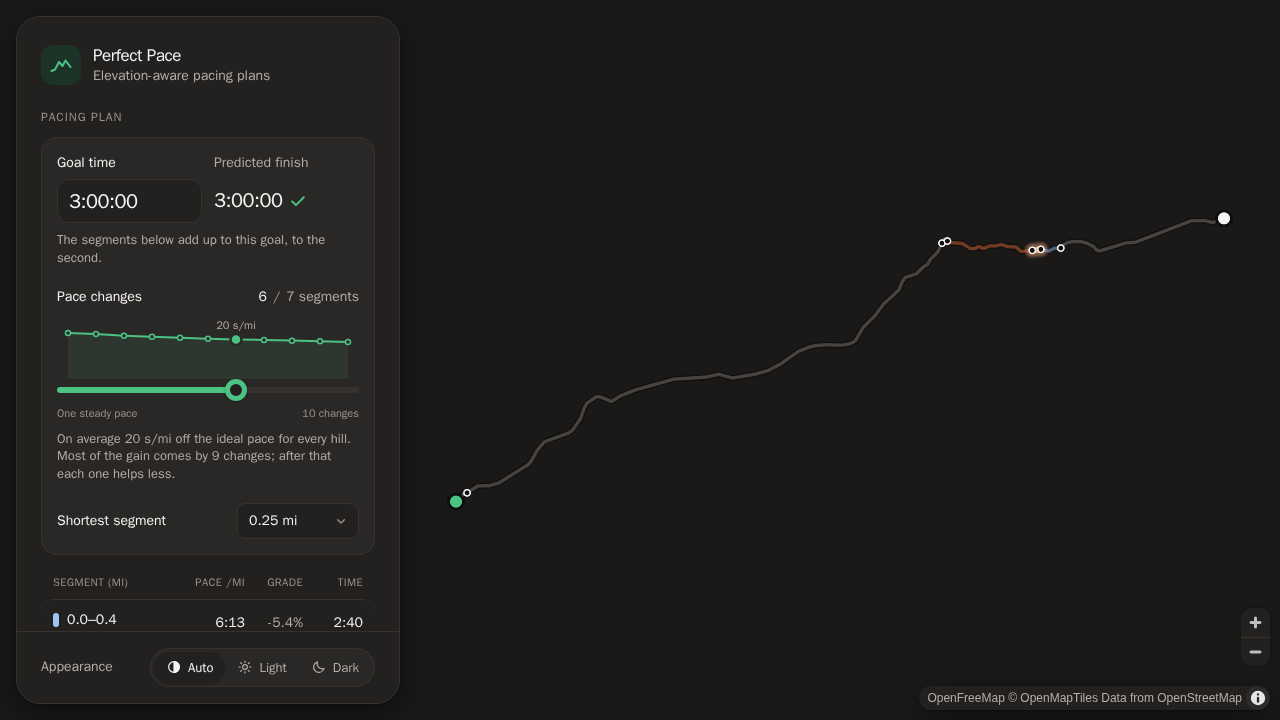 Perfect Pace
Elevation-aware pacing plans
PACING PLAN
Goal time
Predicted finish
3:00:00
3:00:00
The segments below add up to this goal, to the
second.
Pace changes
6 / 7 segments
20 s/mi
One steady pace
10 changes
On average 20 s/mi off the ideal pace for every hill.
Most of the gain comes by 9 changes; after that
each one helps less.
Shortest segment
0.25 mi
SEGMENT (MI) PACE /MI GRADE TIME
0.0–0.4 6:13 -5.4% 2:40
Appearance
Auto Light Dark
OpenFreeMap © OpenMapTiles Data from OpenStreetMap